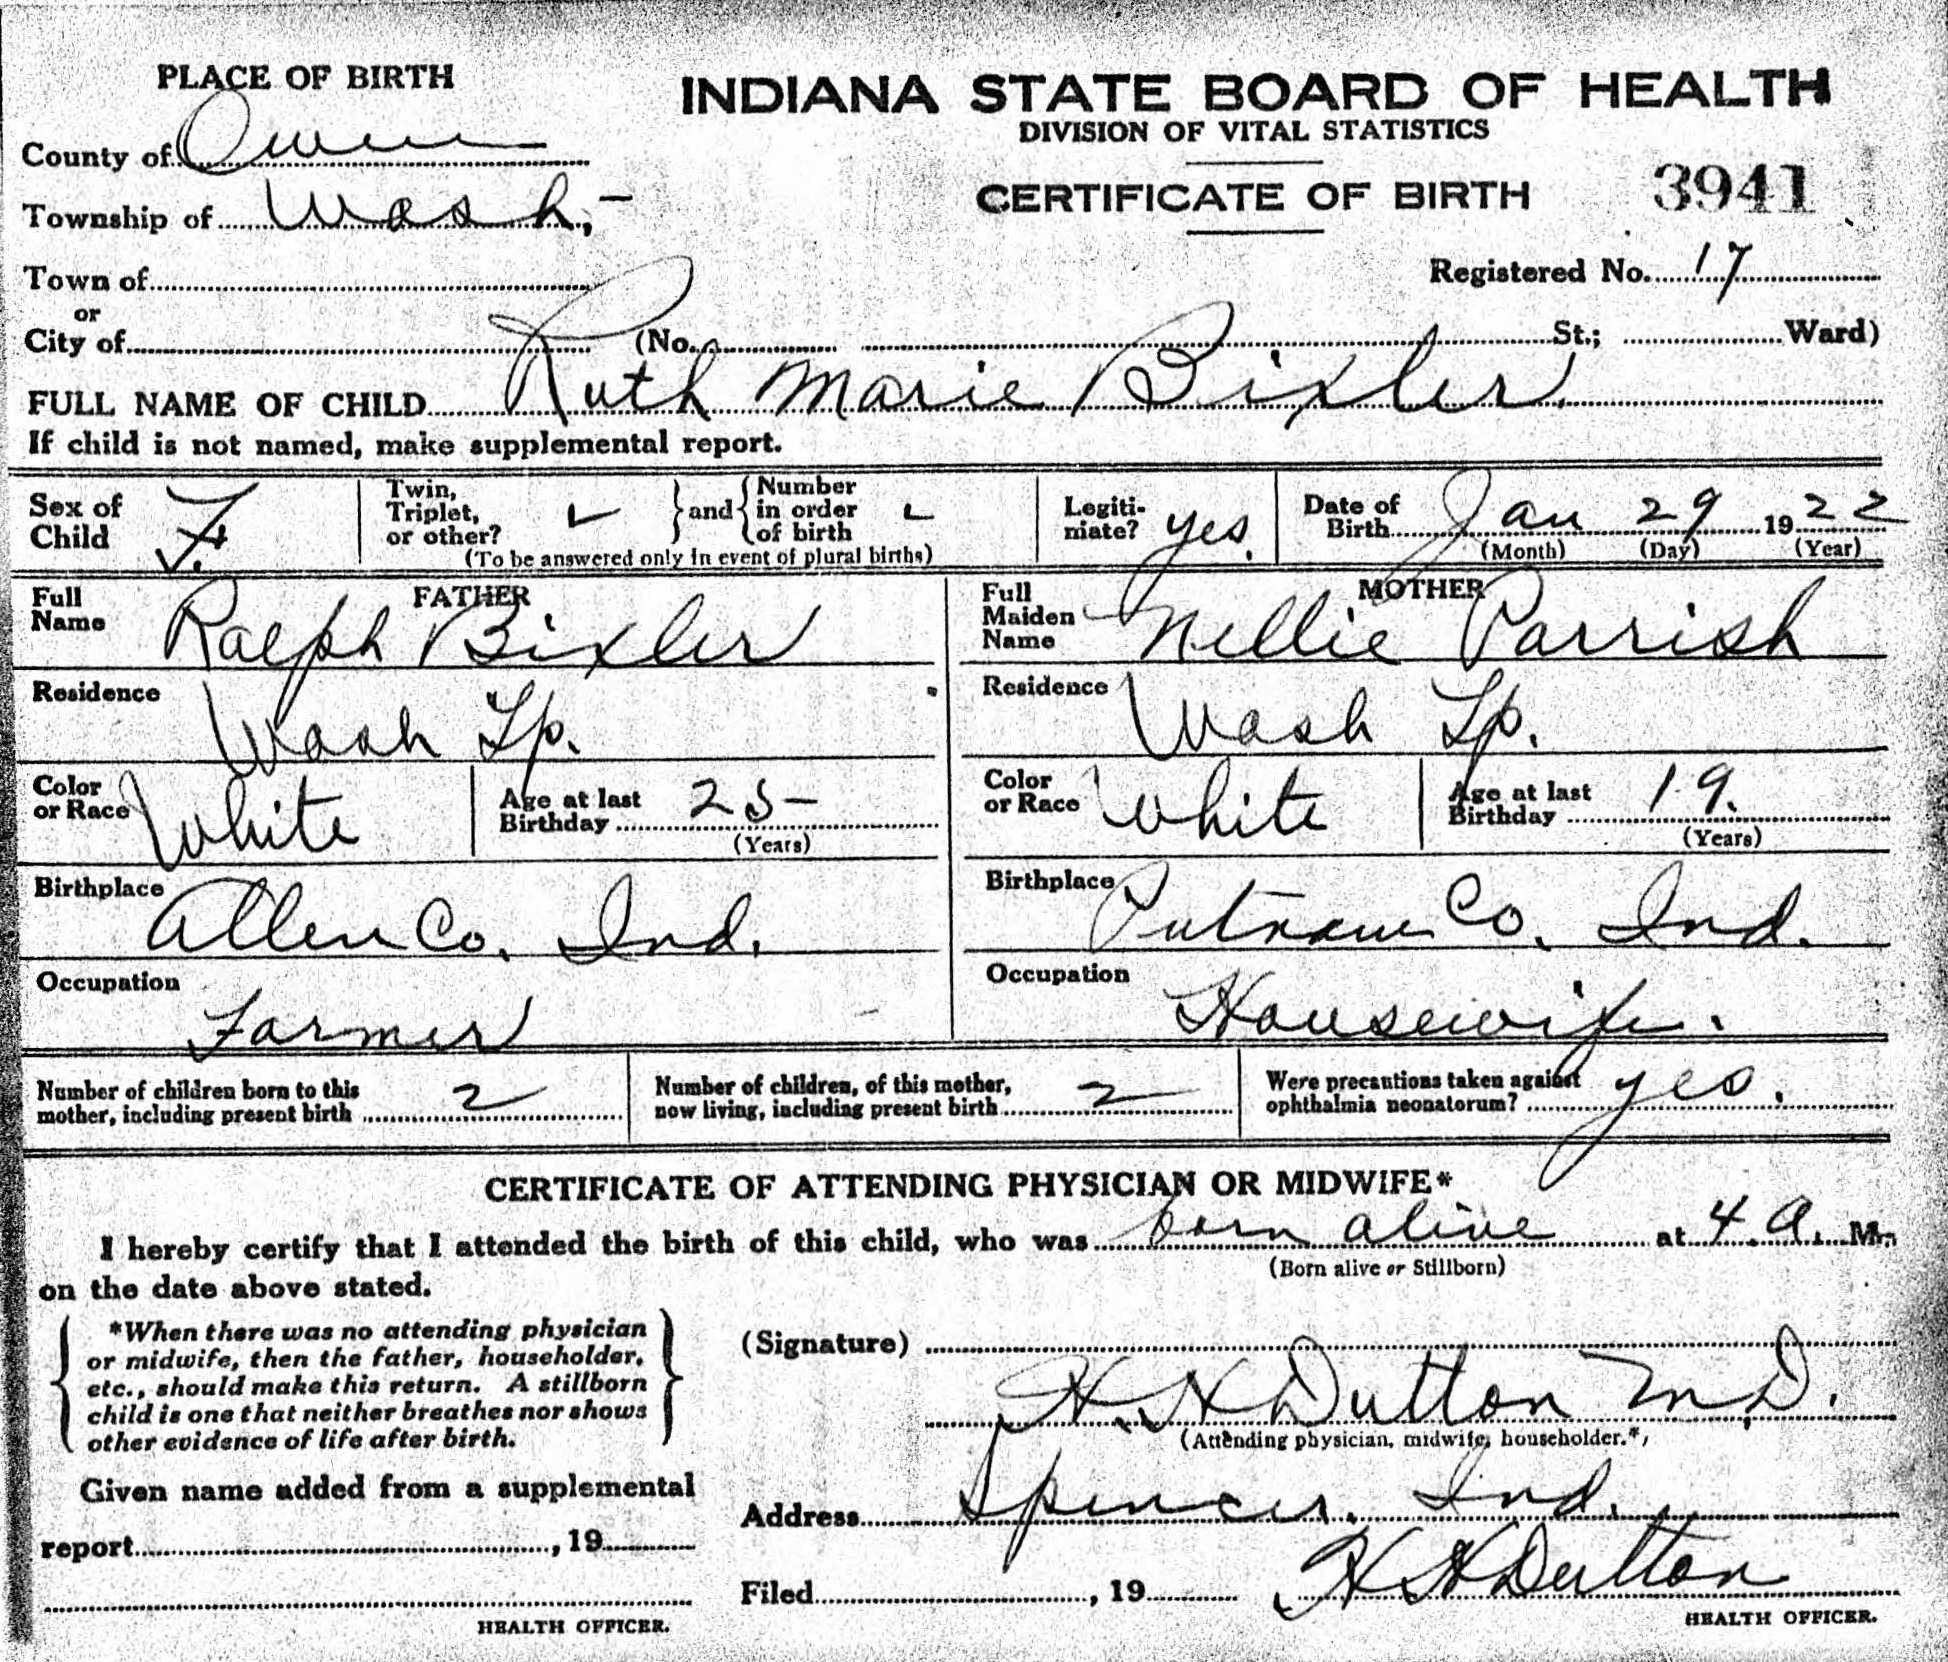 PLACE OF BIRTH
INDIANA STATE BOARD OF HEALTH
DIVISION OF VITAL STATISTICS
County of Owen
CERTIFICATE OF BIRTH 3941
Township of Wash,-
Registered No. 17
Town of
or
City of (No. St.; Ward)
FULL NAME OF CHILD Ruth Marie Bixler
If child is not named, make supplemental report.
Sex of Child F.
Twin, Triplet, or other? and Number in order of birth
(To be answered only in event of plural births)
Legiti-mate? yes.
Date of Birth Jan 29 1922
(Month) (Day) (Year)
FATHER
Full Name Ralph Bixler
MOTHER
Full Maiden Name Nellie Parrish
Residence Wash Tp.
Residence Wash Tp.
Color or Race White
Age at last Birthday 25
(Years)
Color or Race White
Age at last Birthday 19.
(Years)
Birthplace Allen Co. Ind.
Birthplace Putnam Co. Ind.
Occupation Farmer
Occupation Housewife.
Number of children born to this mother, including present birth 2
Number of children, of this mother, now living, including present birth 2
Were precautions taken against ophthalmia neonatorum? yes.
CERTIFICATE OF ATTENDING PHYSICIAN OR MIDWIFE*
I hereby certify that I attended the birth of this child, who was born alive at 4 a. M.,
(Born alive or Stillborn)
on the date above stated.
*When there was no attending physician
or midwife, then the father, householder,
etc., should make this return. A stillborn
child is one that neither breathes nor shows
other evidence of life after birth.
(Signature)
H. H Dutton M.D.
(Attending physician, midwife, householder.*)
Given name added from a supplemental
report , 19
HEALTH OFFICER.
Address Spencer, Ind.
Filed , 19 H H Dutton
HEALTH OFFICER.